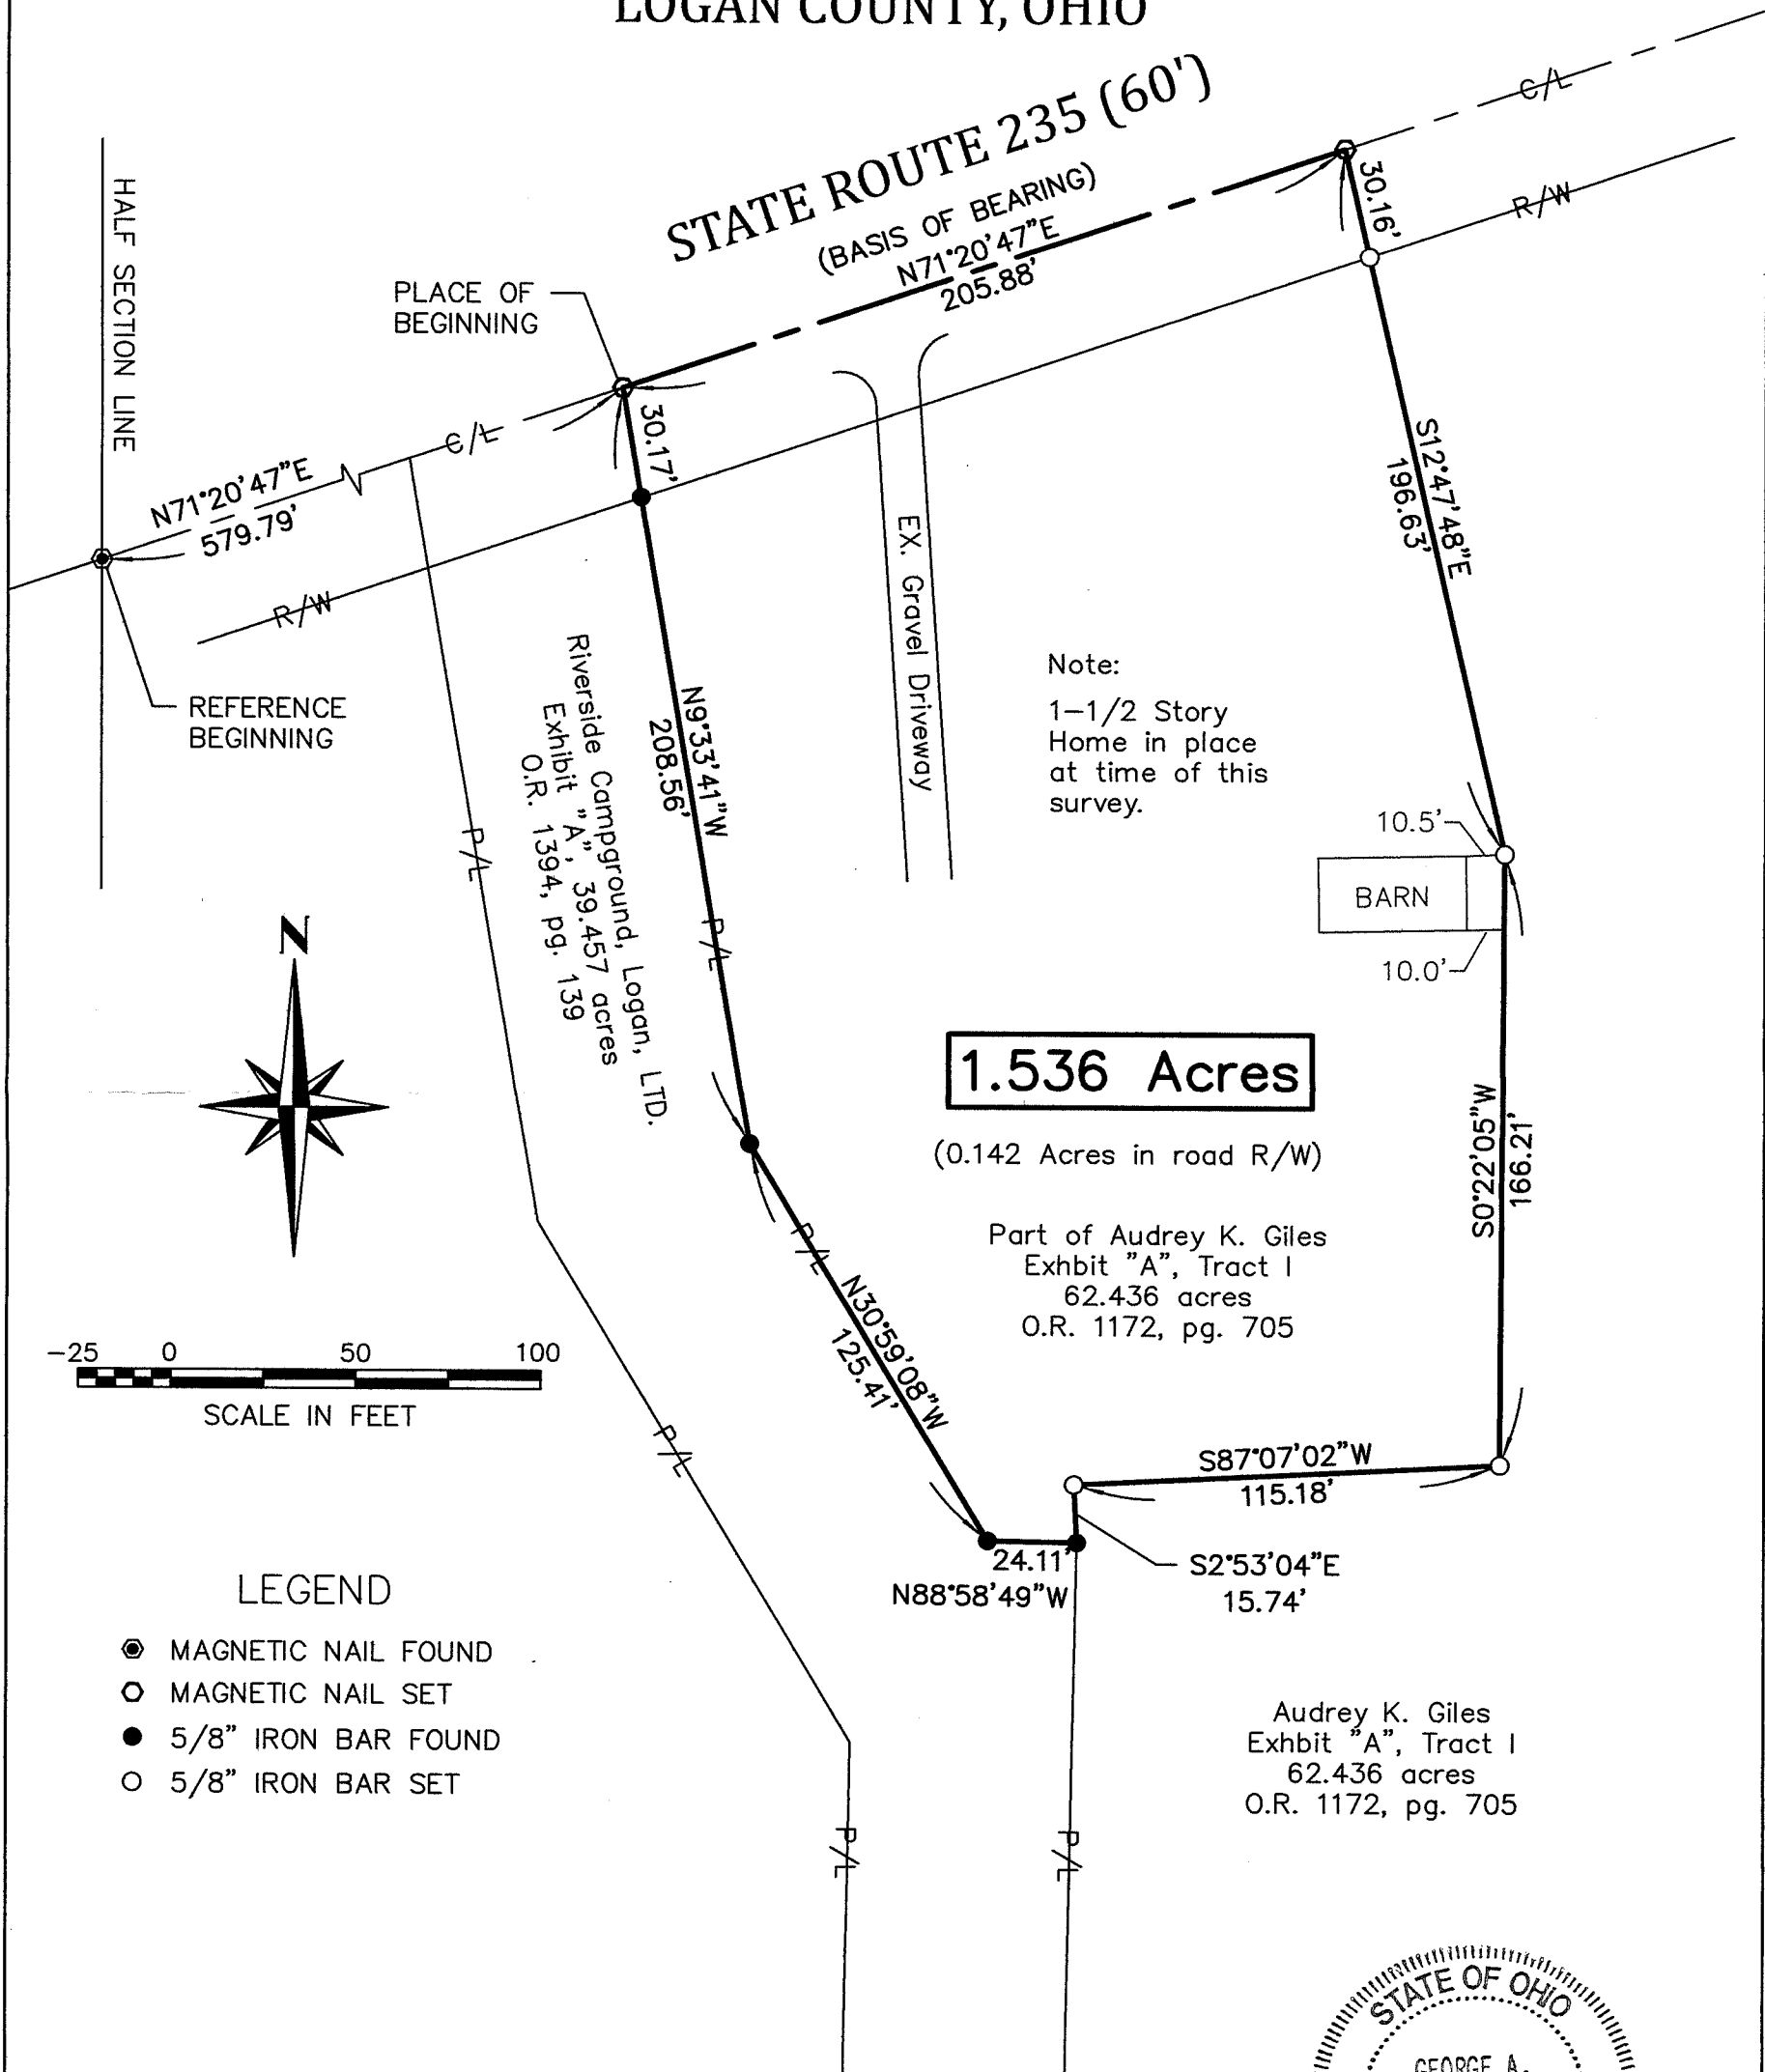 LOGAN COUNTY, OHIO
STATE ROUTE 235 (60')
(BASIS OF BEARING)
N71°20'47"E
205.88'
C/L
R/W
30.16'
HALF SECTION LINE
PLACE OF
BEGINNING
30.17'
C/L
N71°20'47"E
579.79'
R/W
REFERENCE
BEGINNING
S12°47'48"E
196.63'
EX. Gravel Driveway
Note:
1-1/2 Story
Home in place
at time of this
survey.
N9°33'41"W
208.56'
Riverside Campground, Logan, LTD.
Exhibit "A", 39.457 acres
O.R. 1394, pg. 139
P/L
P/L
10.5'
BARN
10.0'
N
1.536 Acres
(0.142 Acres in road R/W)
Part of Audrey K. Giles
Exhbit "A", Tract I
62.436 acres
O.R. 1172, pg. 705
S0°22'05"W
166.21'
P/L
N30°59'08"W
125.41'
-25 0 50 100
SCALE IN FEET
P/L
S87°07'02"W
115.18'
24.11'
N88°58'49"W
S2°53'04"E
15.74'
LEGEND
MAGNETIC NAIL FOUND
MAGNETIC NAIL SET
5/8" IRON BAR FOUND
5/8" IRON BAR SET
Audrey K. Giles
Exhbit "A", Tract I
62.436 acres
O.R. 1172, pg. 705
P/L
P/L
STATE OF OHIO
GEORGE A.